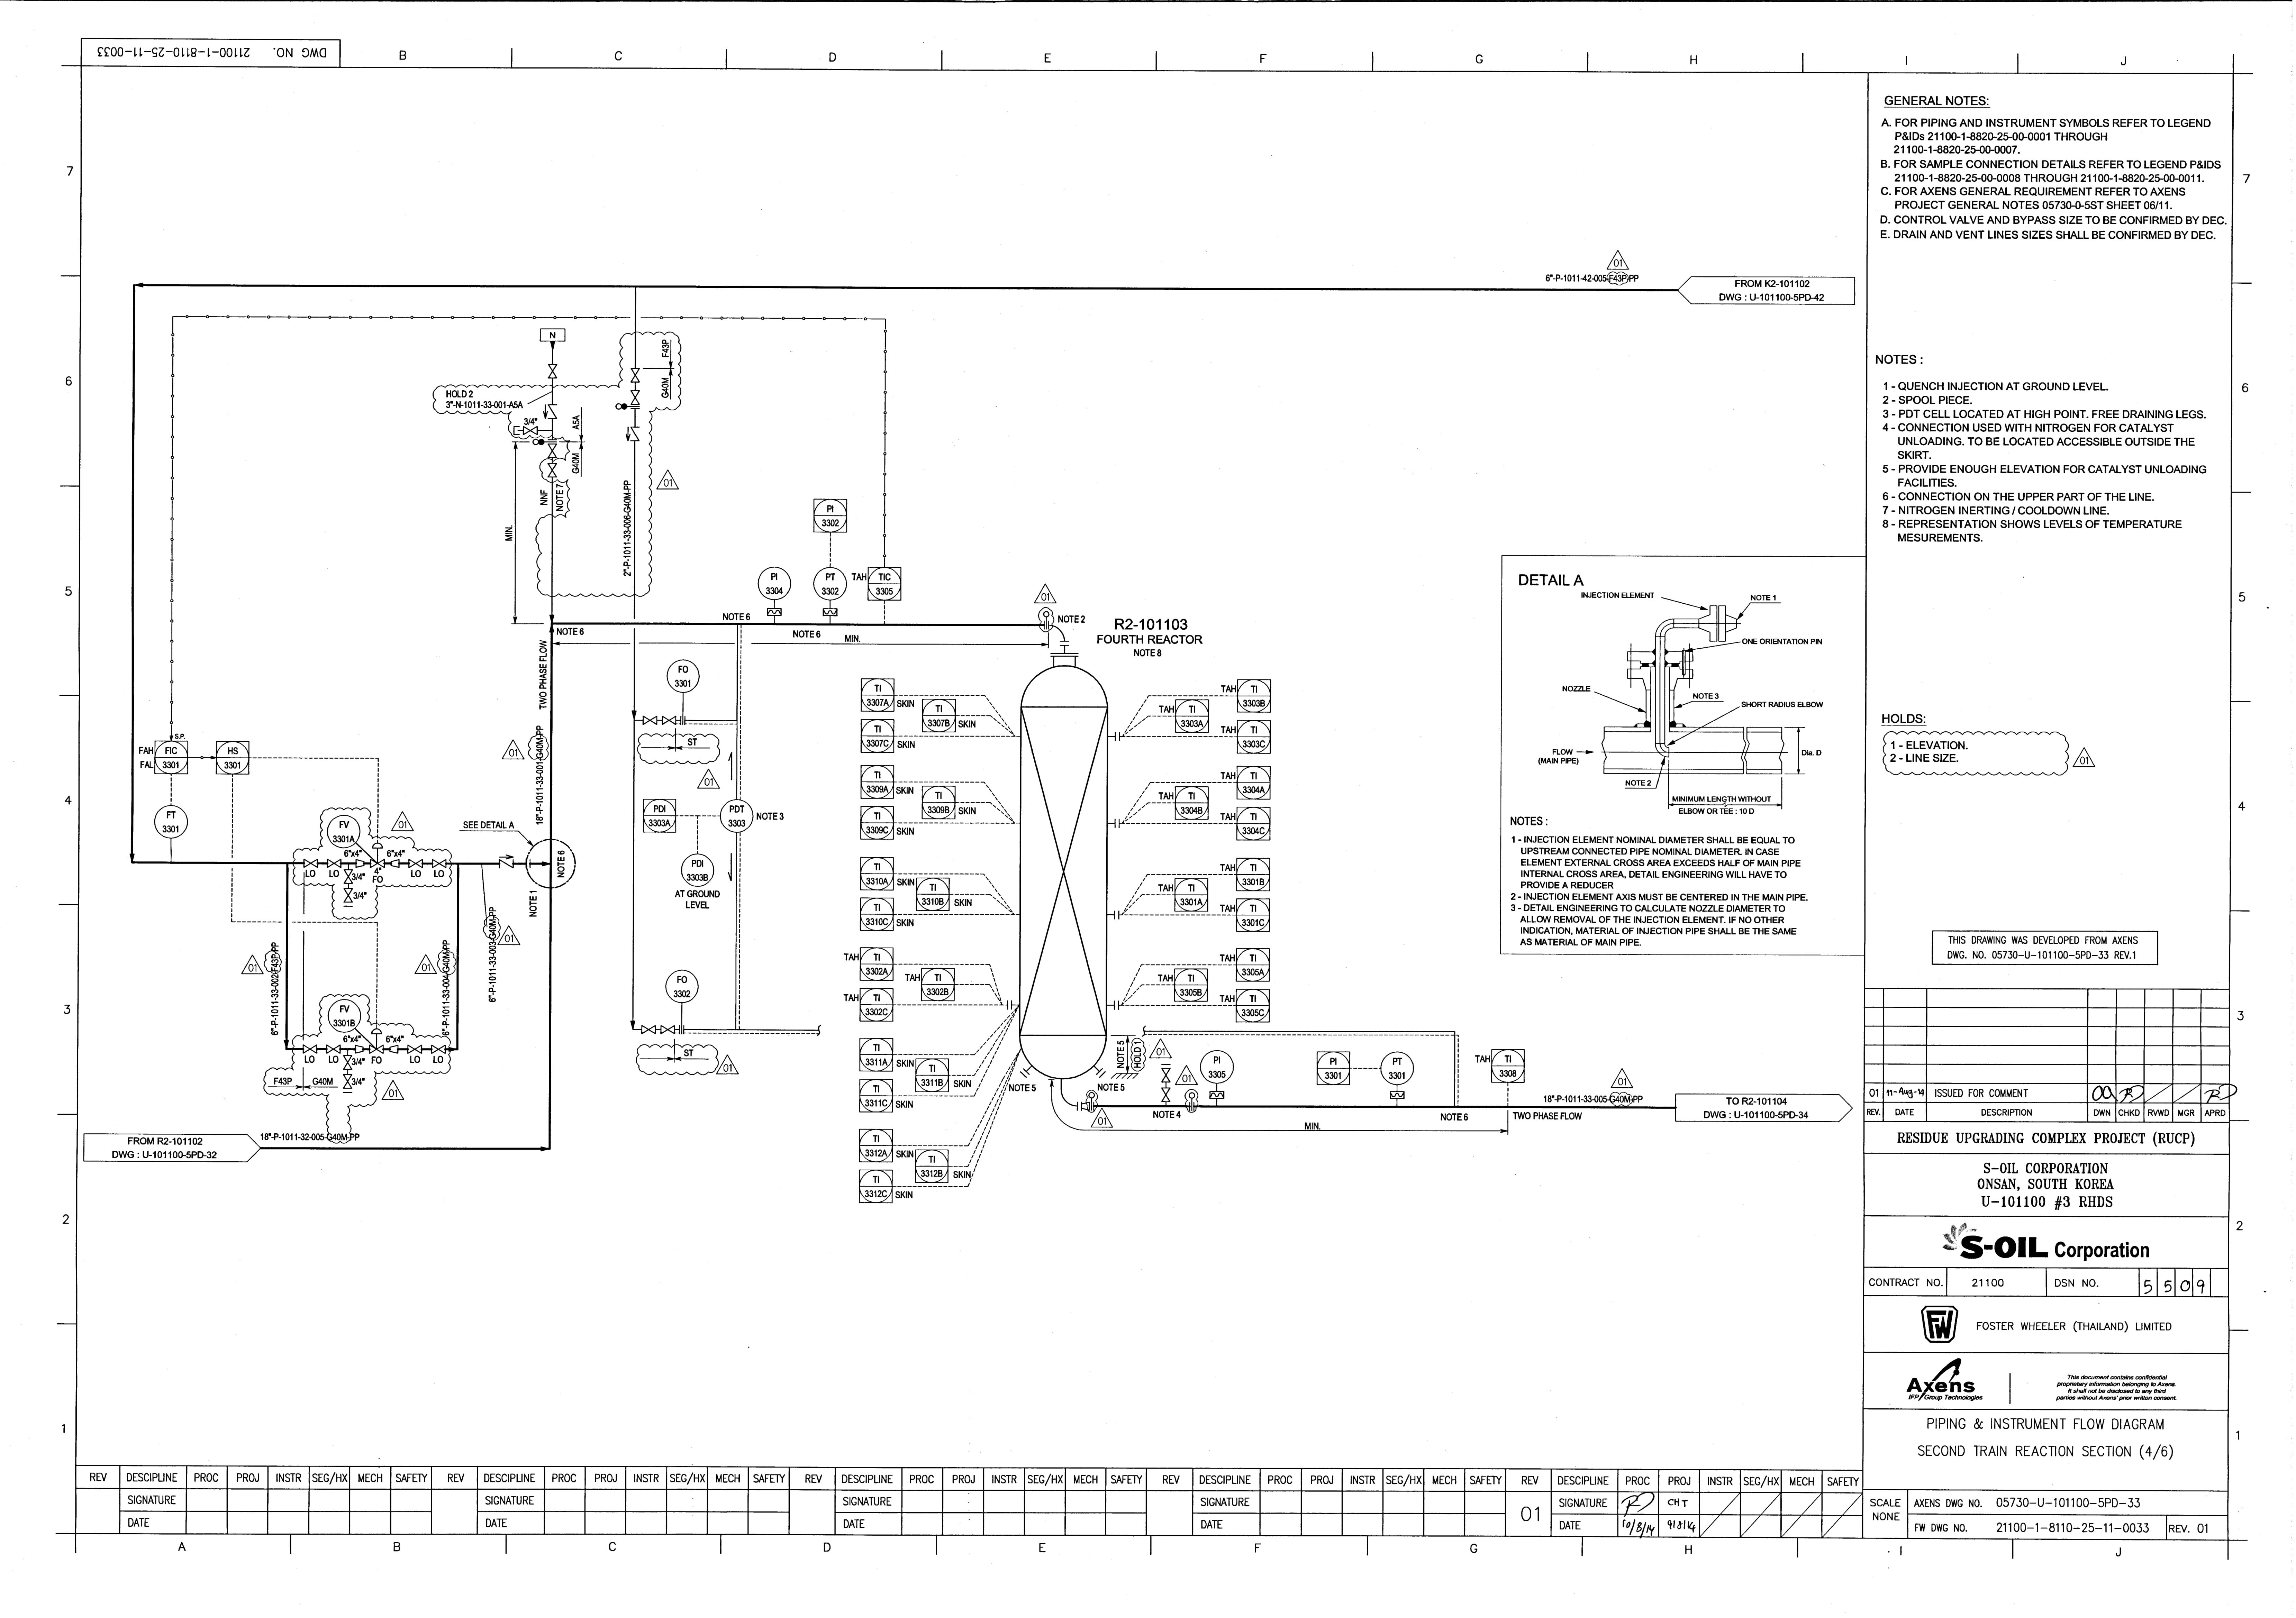 DWG NO. 21100-1-8110-25-11-0033
B
C
D
E
F
G
H
I
J
7
6
5
4
3
2
1
GENERAL NOTES:
A. FOR PIPING AND INSTRUMENT SYMBOLS REFER TO LEGEND
P&IDs 21100-1-8820-25-00-0001 THROUGH
21100-1-8820-25-00-0007.
B. FOR SAMPLE CONNECTION DETAILS REFER TO LEGEND P&IDS
21100-1-8820-25-00-0008 THROUGH 21100-1-8820-25-00-0011.
C. FOR AXENS GENERAL REQUIREMENT REFER TO AXENS
PROJECT GENERAL NOTES 05730-0-5ST SHEET 06/11.
D. CONTROL VALVE AND BYPASS SIZE TO BE CONFIRMED BY DEC.
E. DRAIN AND VENT LINES SIZES SHALL BE CONFIRMED BY DEC.
NOTES :
1 - QUENCH INJECTION AT GROUND LEVEL.
2 - SPOOL PIECE.
3 - PDT CELL LOCATED AT HIGH POINT. FREE DRAINING LEGS.
4 - CONNECTION USED WITH NITROGEN FOR CATALYST
UNLOADING. TO BE LOCATED ACCESSIBLE OUTSIDE THE
SKIRT.
5 - PROVIDE ENOUGH ELEVATION FOR CATALYST UNLOADING
FACILITIES.
6 - CONNECTION ON THE UPPER PART OF THE LINE.
7 - NITROGEN INERTING / COOLDOWN LINE.
8 - REPRESENTATION SHOWS LEVELS OF TEMPERATURE
MESUREMENTS.
HOLDS:
1 - ELEVATION.
2 - LINE SIZE.
01
6"-P-1011-42-005-F43P-PP
01
FROM K2-101102
DWG : U-101100-5PD-42
N
HOLD 2
3"-N-1011-33-001-A5A
3/4"
A5A
G40M
F43P
G40M
NNF
NOTE 7
MIN.
2"-P-1011-33-006-G40M-PP
01
PI
3302
PI
3304
PT
3302
TAH
TIC
3305
NOTE 6
NOTE 6
NOTE 6
MIN.
01
NOTE 2
R2-101103
FOURTH REACTOR
NOTE 8
TWO PHASE FLOW
18"-P-1011-33-001-G40M-PP
01
FO
3301
ST
01
PDI
3303A
PDT
3303
NOTE 3
PDI
3303B
AT GROUND
LEVEL
FO
3302
ST
01
S.P.
FAH
FAL
FIC
3301
HS
3301
FT
3301
FV
3301A
01
6"x4"
6"x4"
4"
LO
LO
FO
LO
LO
3/4"
3/4"
SEE DETAIL A
NOTE 1
NOTE 6
01
6"-P-1011-33-002-F43P-PP
01
6"-P-1011-33-004-G40M-PP
6"-P-1011-33-003-G40M-PP
01
FV
3301B
6"x4"
6"x4"
LO
LO
FO
LO
LO
3/4"
3/4"
F43P
G40M
01
18"-P-1011-32-005-G40M-PP
FROM R2-101102
DWG : U-101100-5PD-32
TI
3307A
SKIN
TI
3307B
SKIN
TI
3307C
SKIN
TI
3309A
SKIN
TI
3309B
SKIN
TI
3309C
SKIN
TI
3310A
SKIN
TI
3310B
SKIN
TI
3310C
SKIN
TAH
TI
3302A
TAH
TI
3302B
TAH
TI
3302C
TI
3311A
SKIN
TI
3311B
SKIN
TI
3311C
SKIN
TI
3312A
SKIN
TI
3312B
SKIN
TI
3312C
SKIN
TAH
TI
3303B
TAH
TI
3303A
TI
3303C
TAH
TI
3304A
TAH
TI
3304B
TAH
TI
3304C
TAH
TI
3301B
TAH
TI
3301A
TAH
TI
3301C
TAH
TI
3305A
TAH
TI
3305B
TAH
TI
3305C
NOTE 5
NOTE 5
NOTE 5
HOLD 1
01
01
01
NOTE 4
PI
3305
PI
3301
PT
3301
TAH
TI
3308
NOTE 6
TWO PHASE FLOW
MIN.
18"-P-1011-33-005-G40M-PP
01
TO R2-101104
DWG : U-101100-5PD-34
DETAIL A
INJECTION ELEMENT
NOTE 1
ONE ORIENTATION PIN
NOZZLE
NOTE 3
SHORT RADIUS ELBOW
FLOW
(MAIN PIPE)
Dia. D
NOTE 2
MINIMUM LENGTH WITHOUT
ELBOW OR TEE : 10 D
NOTES :
1 - INJECTION ELEMENT NOMINAL DIAMETER SHALL BE EQUAL TO
UPSTREAM CONNECTED PIPE NOMINAL DIAMETER. IN CASE
ELEMENT EXTERNAL CROSS AREA EXCEEDS HALF OF MAIN PIPE
INTERNAL CROSS AREA, DETAIL ENGINEERING WILL HAVE TO
PROVIDE A REDUCER
2 - INJECTION ELEMENT AXIS MUST BE CENTERED IN THE MAIN PIPE.
3 - DETAIL ENGINEERING TO CALCULATE NOZZLE DIAMETER TO
ALLOW REMOVAL OF THE INJECTION ELEMENT. IF NO OTHER
INDICATION, MATERIAL OF INJECTION PIPE SHALL BE THE SAME
AS MATERIAL OF MAIN PIPE.
THIS DRAWING WAS DEVELOPED FROM AXENS
DWG. NO. 05730-U-101100-5PD-33 REV.1
01 11-Aug-14 ISSUED FOR COMMENT
REV. DATE DESCRIPTION DWN CHKD RVWD MGR APRD
RESIDUE UPGRADING COMPLEX PROJECT (RUCP)
S-OIL CORPORATION
ONSAN, SOUTH KOREA
U-101100 #3 RHDS
S-OIL Corporation
CONTRACT NO. 21100 DSN NO. 5 5 0 9
FW FOSTER WHEELER (THAILAND) LIMITED
Axens
IFP Group Technologies
This document contains confidential
proprietary information belonging to Axens.
It shall not be disclosed to any third
parties without Axens' prior written consent.
PIPING & INSTRUMENT FLOW DIAGRAM
SECOND TRAIN REACTION SECTION (4/6)
SCALE
NONE
AXENS DWG NO. 05730-U-101100-5PD-33
FW DWG NO. 21100-1-8110-25-11-0033 REV. 01
REV DESCIPLINE PROC PROJ INSTR SEG/HX MECH SAFETY REV DESCIPLINE PROC PROJ INSTR SEG/HX MECH SAFETY REV DESCIPLINE PROC PROJ INSTR SEG/HX MECH SAFETY REV DESCIPLINE PROC PROJ INSTR SEG/HX MECH SAFETY REV DESCIPLINE PROC PROJ INSTR SEG/HX MECH SAFETY
SIGNATURE SIGNATURE SIGNATURE SIGNATURE 01 SIGNATURE CHT
DATE DATE DATE DATE DATE 10/8/14 9/8/14
A B C D E F G H I J